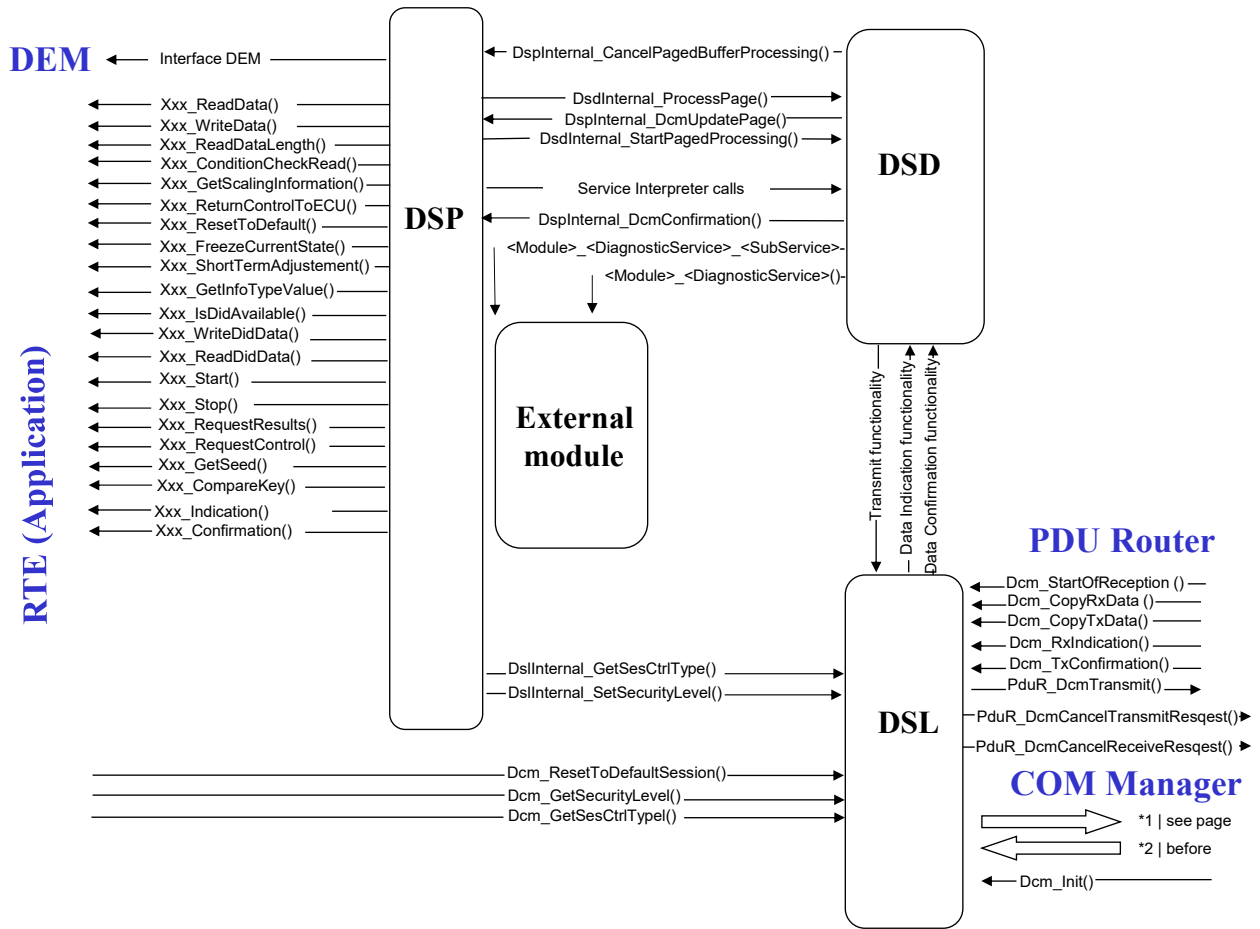 DEM
Interface DEM
Xxx_ReadData()
Xxx_WriteData()
Xxx_ReadDataLength()
Xxx_ConditionCheckRead()
Xxx_GetScalingInformation()
Xxx_ReturnControlToECU()
Xxx_ResetToDefault()
Xxx_FreezeCurrentState()
Xxx_ShortTermAdjustement()
Xxx_GetInfoTypeValue()
Xxx_IsDidAvailable()
Xxx_WriteDidData()
Xxx_ReadDidData()
Xxx_Start()
Xxx_Stop()
Xxx_RequestResults()
Xxx_RequestControl()
Xxx_GetSeed()
Xxx_CompareKey()
Xxx_Indication()
Xxx_Confirmation()
RTE (Application)
DSP
DspInternal_CancelPagedBufferProcessing()
DsdInternal_ProcessPage()
DspInternal_DcmUpdatePage()
DsdInternal_StartPagedProcessing()
Service Interpreter calls
DspInternal_DcmConfirmation()
<Module>_<DiagnosticService>_<SubService>
<Module>_<DiagnosticService>()
DSD
External
module
Transmit functionality
Data Indication functionality
Data Confirmation functionality
PDU Router
Dcm_StartOfReception ()
Dcm_CopyRxData ()
Dcm_CopyTxData()
Dcm_RxIndication()
Dcm_TxConfirmation()
PduR_DcmTransmit()
PduR_DcmCancelTransmitResqest()
PduR_DcmCancelReceiveResqest()
DslInternal_GetSesCtrlType()
DslInternal_SetSecurityLevel()
DSL
Dcm_ResetToDefaultSession()
Dcm_GetSecurityLevel()
Dcm_GetSesCtrlTypel()
COM Manager
*1 | see page
*2 | before
Dcm_Init()